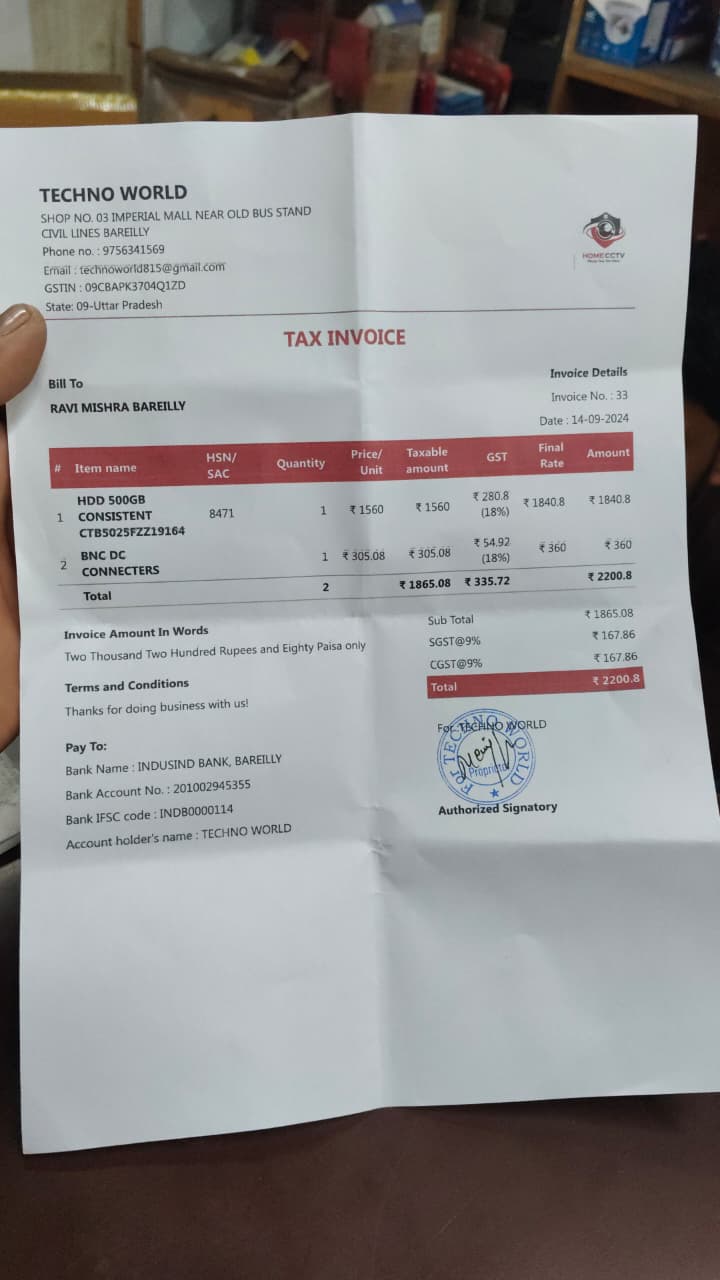 TECHNO WORLD
SHOP NO. 03 IMPERIAL MALL NEAR OLD BUS STAND
CIVIL LINES BAREILLY
Phone no. : 9756341569
Email : technoworld815@gmail.com
GSTIN : 09CBAPK3704Q1ZD
State: 09-Uttar Pradesh
HOMECCTV
TAX INVOICE
Bill To
RAVI MISHRA BAREILLY
Invoice Details
Invoice No. : 33
Date : 14-09-2024
# Item name HSN/ SAC Quantity Price/ Unit Taxable amount GST Final Rate Amount
1 HDD 500GB CONSISTENT CTB5025FZZ19164 8471 1 ₹ 1560 ₹ 1560 ₹ 280.8 (18%) ₹ 1840.8 ₹ 1840.8
2 BNC DC CONNECTERS 1 ₹ 305.08 ₹ 305.08 ₹ 54.92 (18%) ₹ 360 ₹ 360
Total 2 ₹ 1865.08 ₹ 335.72 ₹ 2200.8
Invoice Amount In Words
Two Thousand Two Hundred Rupees and Eighty Paisa only
Terms and Conditions
Thanks for doing business with us!
Pay To:
Bank Name : INDUSIND BANK, BAREILLY
Bank Account No. : 201002945355
Bank IFSC code : INDB0000114
Account holder's name : TECHNO WORLD
Sub Total ₹ 1865.08
SGST@9% ₹ 167.86
CGST@9% ₹ 167.86
Total ₹ 2200.8
For TECHNO WORLD
For TECHNO WORLD
Proprietor
Authorized Signatory